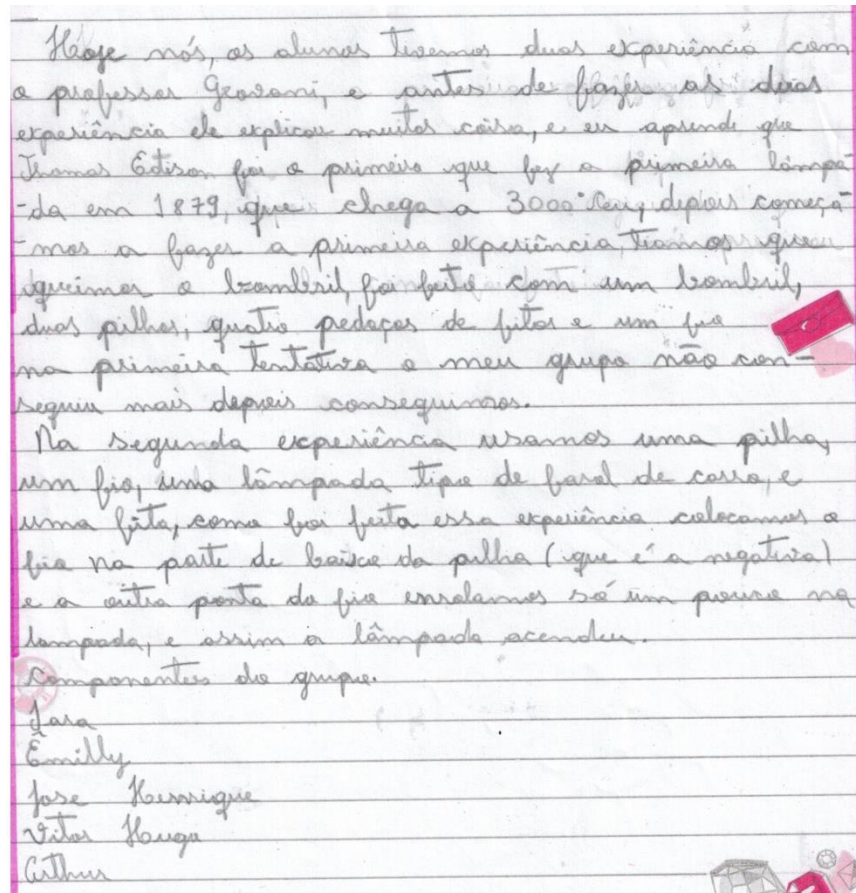 Hoje nós, os alunos tivemos duas experiência com
o professor Geovani, e antes de fazer as duas
experiência ele explicou muitas coisa, e eu aprendi que
Thomas Edison foi o primeiro que fez a primeira lâmpa-
-da em 1879, que chega a 3000° depois começa-
-mos a fazer a primeira experiência, tiamos que
queimar o bombril, foi feito com um bombril,
duas pilhas, quatro pedaços de fitas e um fio
na primeira tentativa o meu grupo não con-
seguiu mais depois conseguimos.
Na segunda experiência usamos uma pilha,
um fio, uma lâmpada tipo de farol de carro, e
uma fita, como foi feita essa experiência colocamos o
fio na parte de baixo da pilha (que é a negativa)
e a outra ponta do fio enrolamos só um pouco na
lampada, e assim a lâmpada acendeu.
Componentes do grupo.
Iara
Êmilly
Jose Henrique
Vitor Hugo
Arthur